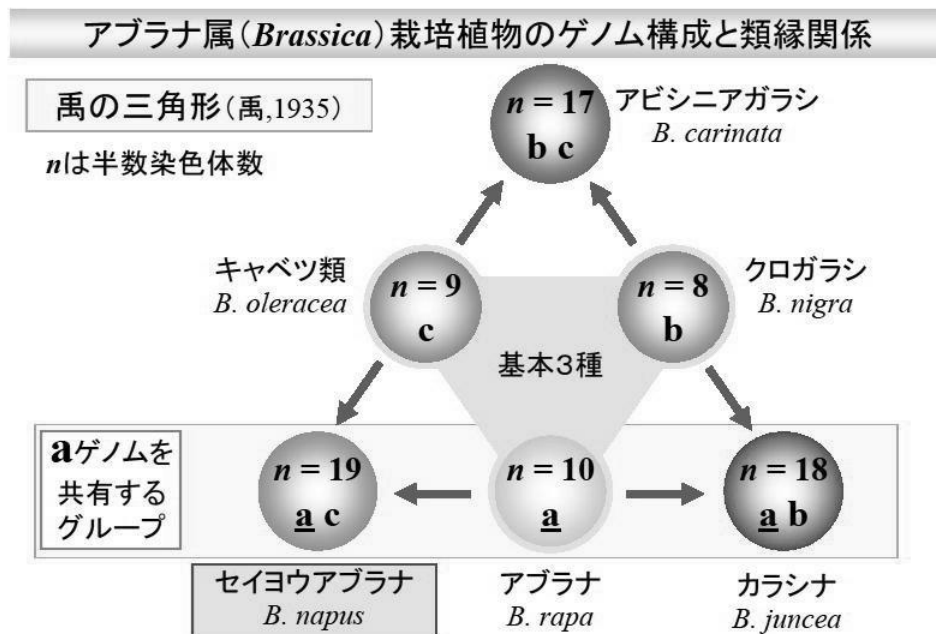 アブラナ属(Brassica)栽培植物のゲノム構成と類縁関係
禹の三角形(禹,1935)
nは半数染色体数
n = 17
b c
アビシニアガラシ
B. carinata
キャベツ類
B. oleracea
n = 9
c
n = 8
b
クロガラシ
B. nigra
基本3種
aゲノムを
共有する
グループ
n = 19
a c
n = 10
a
n = 18
a b
セイヨウアブラナ
B. napus
アブラナ
B. rapa
カラシナ
B. juncea